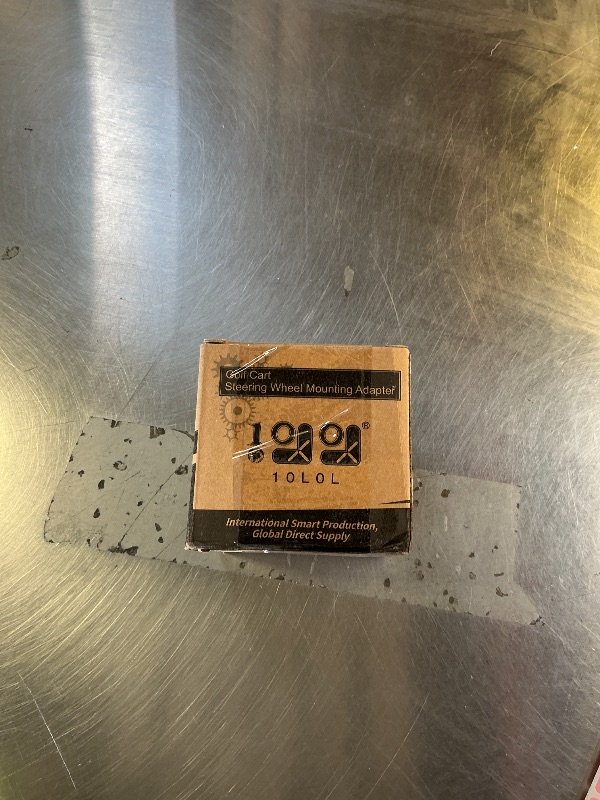 Golf Cart
Steering Wheel Mounting Adapter
®
10L0L
International Smart Production,
Global Direct Supply